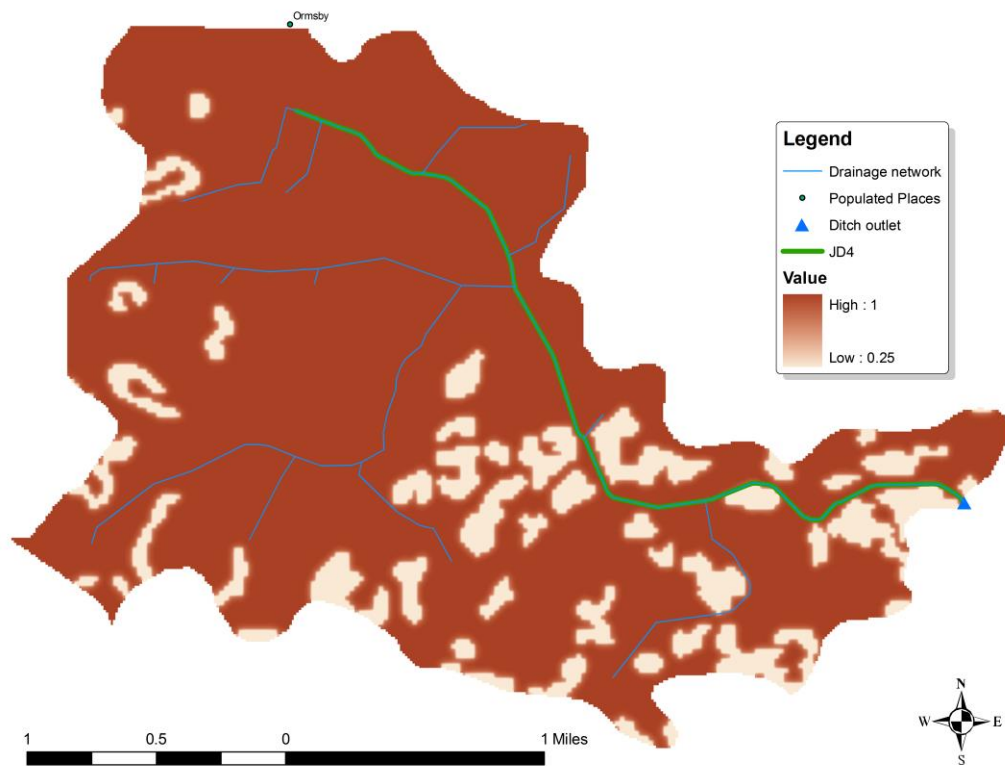 Ormsby
Legend
Drainage network
Populated Places
Ditch outlet
JD4
Value
High : 1
Low : 0.25
N
W E
S
1 0.5 0 1 Miles